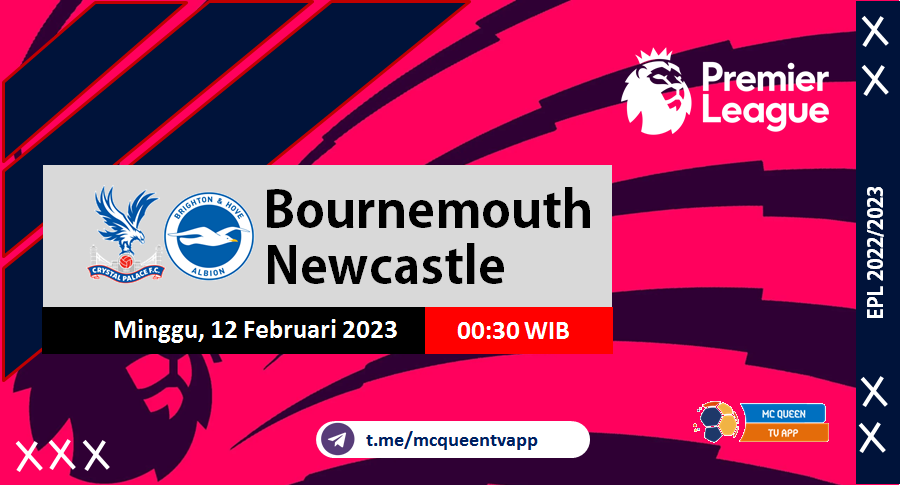 Premier
League
BRIGHTON & HOVE
ALBION
CRYSTAL PALACE F.C.
Bournemouth
Newcastle
Minggu, 12 Februari 2023
00:30 WIB
EPL 2022/2023
t.me/mcqueentvapp
MC QUEEN
TV APP